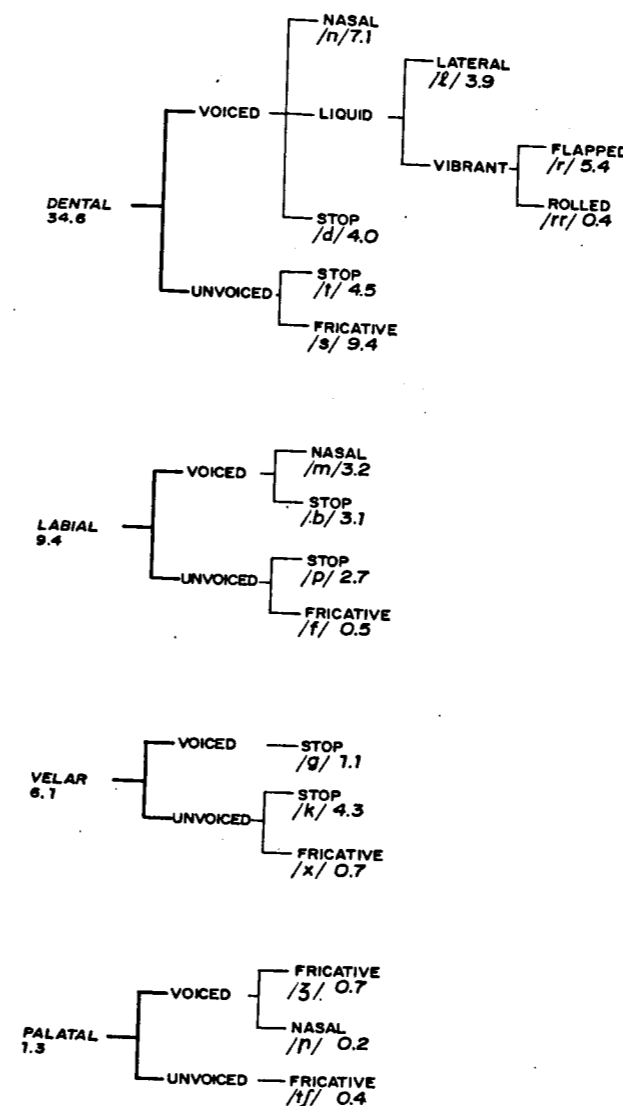 NASAL
/n/ 7.1
LATERAL
/ℓ/ 3.9
VOICED
LIQUID
FLAPPED
/r/ 5.4
VIBRANT
DENTAL
34.6
ROLLED
/rr/ 0.4
STOP
/d/ 4.0
STOP
/t/ 4.5
UNVOICED
FRICATIVE
/s/ 9.4
NASAL
/m/ 3.2
VOICED
STOP
/b/ 3.1
LABIAL
9.4
STOP
/p/ 2.7
UNVOICED
FRICATIVE
/f/ 0.5
VOICED
STOP
/g/ 1.1
VELAR
6.1
STOP
/k/ 4.3
UNVOICED
FRICATIVE
/x/ 0.7
FRICATIVE
/ʒ/ 0.7
VOICED
NASAL
/ɲ/ 0.2
PALATAL
1.3
UNVOICED
FRICATIVE
/tʃ/ 0.4